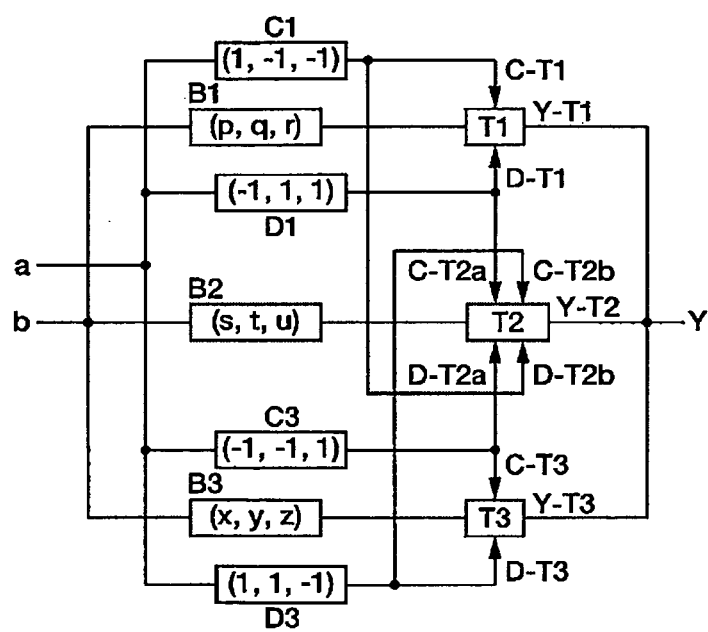 C1
(1, -1, -1)
C-T1
B1
(p, q, r)
T1
Y-T1
D-T1
(-1, 1, 1)
D1
a
C-T2a
C-T2b
B2
b
(s, t, u)
T2
Y-T2
Y
D-T2a
D-T2b
C3
(-1, -1, 1)
C-T3
B3
(x, y, z)
T3
Y-T3
D-T3
(1, 1, -1)
D3